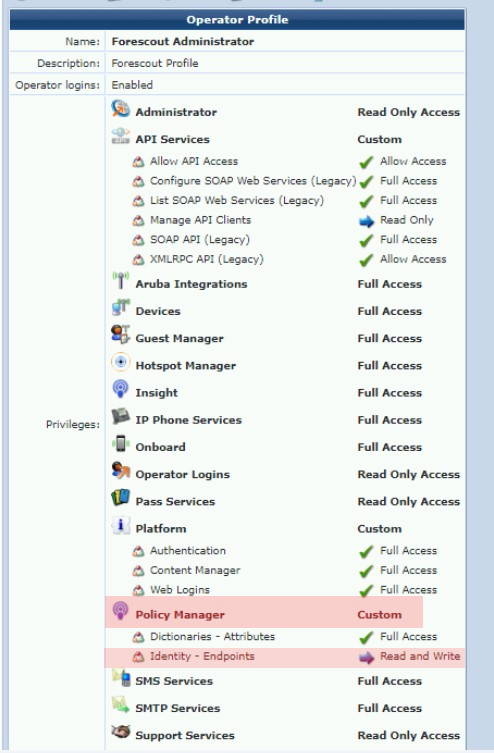 Operator Profile
Name: Forescout Administrator
Description: Forescout Profile
Operator logins: Enabled
Privileges:
Administrator Read Only Access
API Services Custom
Allow API Access Allow Access
Configure SOAP Web Services (Legacy) Full Access
List SOAP Web Services (Legacy) Full Access
Manage API Clients Read Only
SOAP API (Legacy) Full Access
XMLRPC API (Legacy) Allow Access
Aruba Integrations Full Access
Devices Full Access
Guest Manager Full Access
Hotspot Manager Full Access
Insight Full Access
IP Phone Services Full Access
Onboard Full Access
Operator Logins Read Only Access
Pass Services Read Only Access
Platform Custom
Authentication Full Access
Content Manager Full Access
Web Logins Full Access
Policy Manager Custom
Dictionaries - Attributes Full Access
Identity - Endpoints Read and Write
SMS Services Full Access
SMTP Services Full Access
Support Services Read Only Access